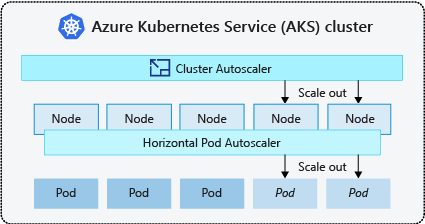 Azure Kubernetes Service (AKS) cluster
Cluster Autoscaler
Scale out
Node Node Node Node Node
Horizontal Pod Autoscaler
Scale out
Pod Pod Pod Pod Pod